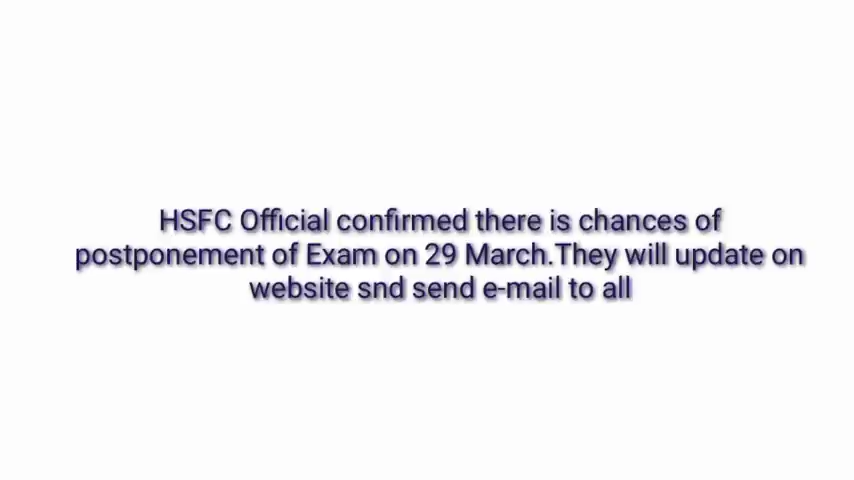 HSFC Official confirmed there is chances of
postponement of Exam on 29 March.They will update on
website snd send e-mail to all